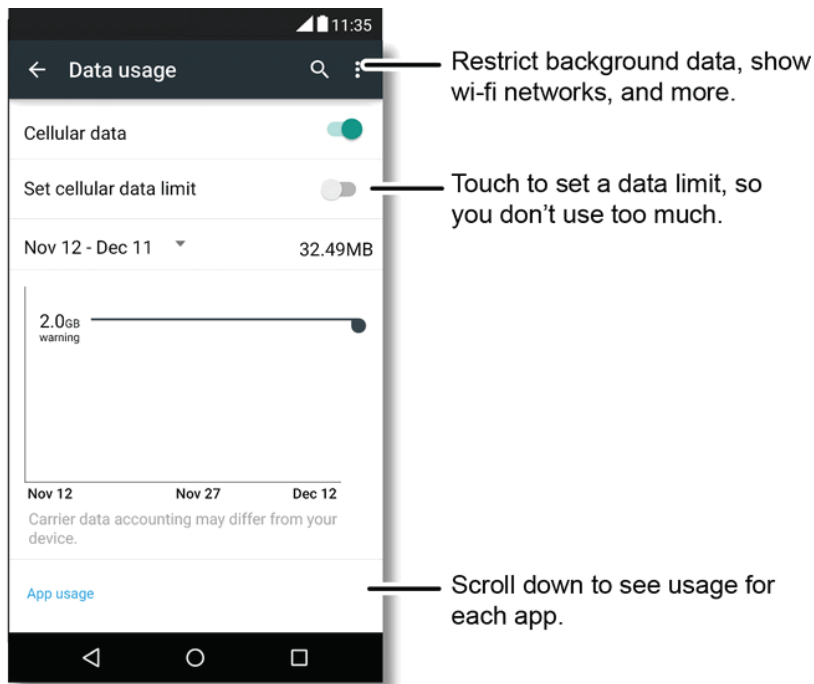 11:35
Data usage
Restrict background data, show
wi-fi networks, and more.
Cellular data
Set cellular data limit
Touch to set a data limit, so
you don’t use too much.
Nov 12 - Dec 11
32.49MB
2.0GB
warning
Nov 12 Nov 27 Dec 12
Carrier data accounting may differ from your
device.
App usage
Scroll down to see usage for
each app.